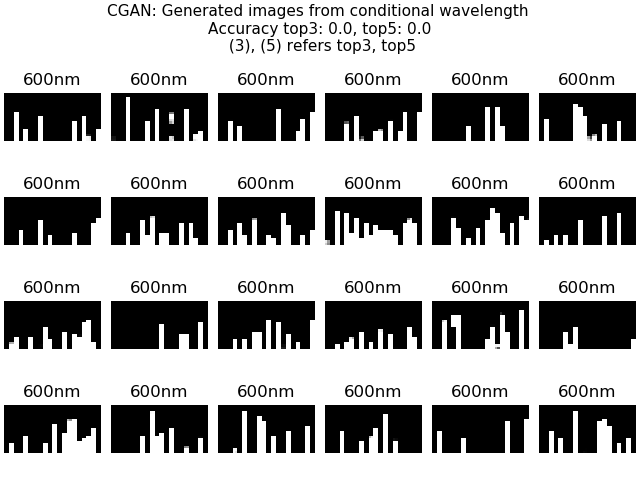 CGAN: Generated images from conditional wavelength
Accuracy top3: 0.0, top5: 0.0
(3), (5) refers top3, top5
600nm 600nm 600nm 600nm 600nm 600nm
600nm 600nm 600nm 600nm 600nm 600nm
600nm 600nm 600nm 600nm 600nm 600nm
600nm 600nm 600nm 600nm 600nm 600nm